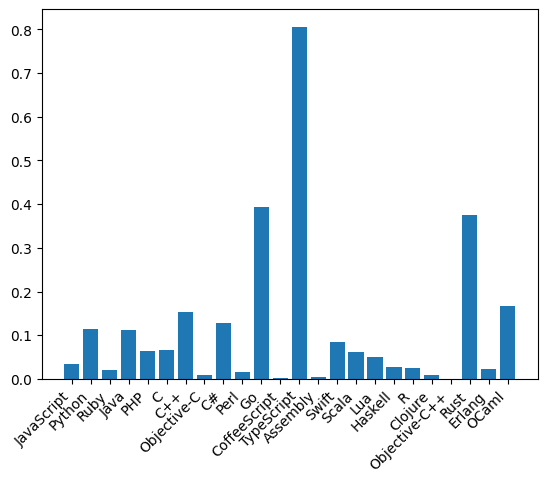 0.8
0.7
0.6
0.5
0.4
0.3
0.2
0.1
0.0
JavaScript
Python
Ruby
Java
PHP
C
C++
Objective-C
C#
Perl
Go
CoffeeScript
TypeScript
Assembly
Swift
Scala
Lua
Haskell
R
Clojure
Objective-C++
Rust
Erlang
OCaml